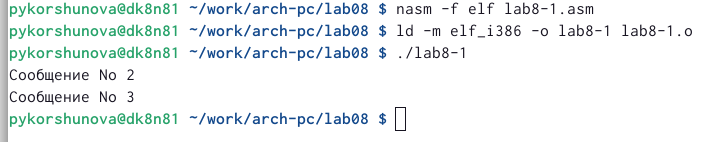 pykorshunova@dk8n81 ~/work/arch-pc/lab08 $ nasm -f elf lab8-1.asm
pykorshunova@dk8n81 ~/work/arch-pc/lab08 $ ld -m elf_i386 -o lab8-1 lab8-1.o
pykorshunova@dk8n81 ~/work/arch-pc/lab08 $ ./lab8-1
Сообщение No 2
Сообщение No 3
pykorshunova@dk8n81 ~/work/arch-pc/lab08 $